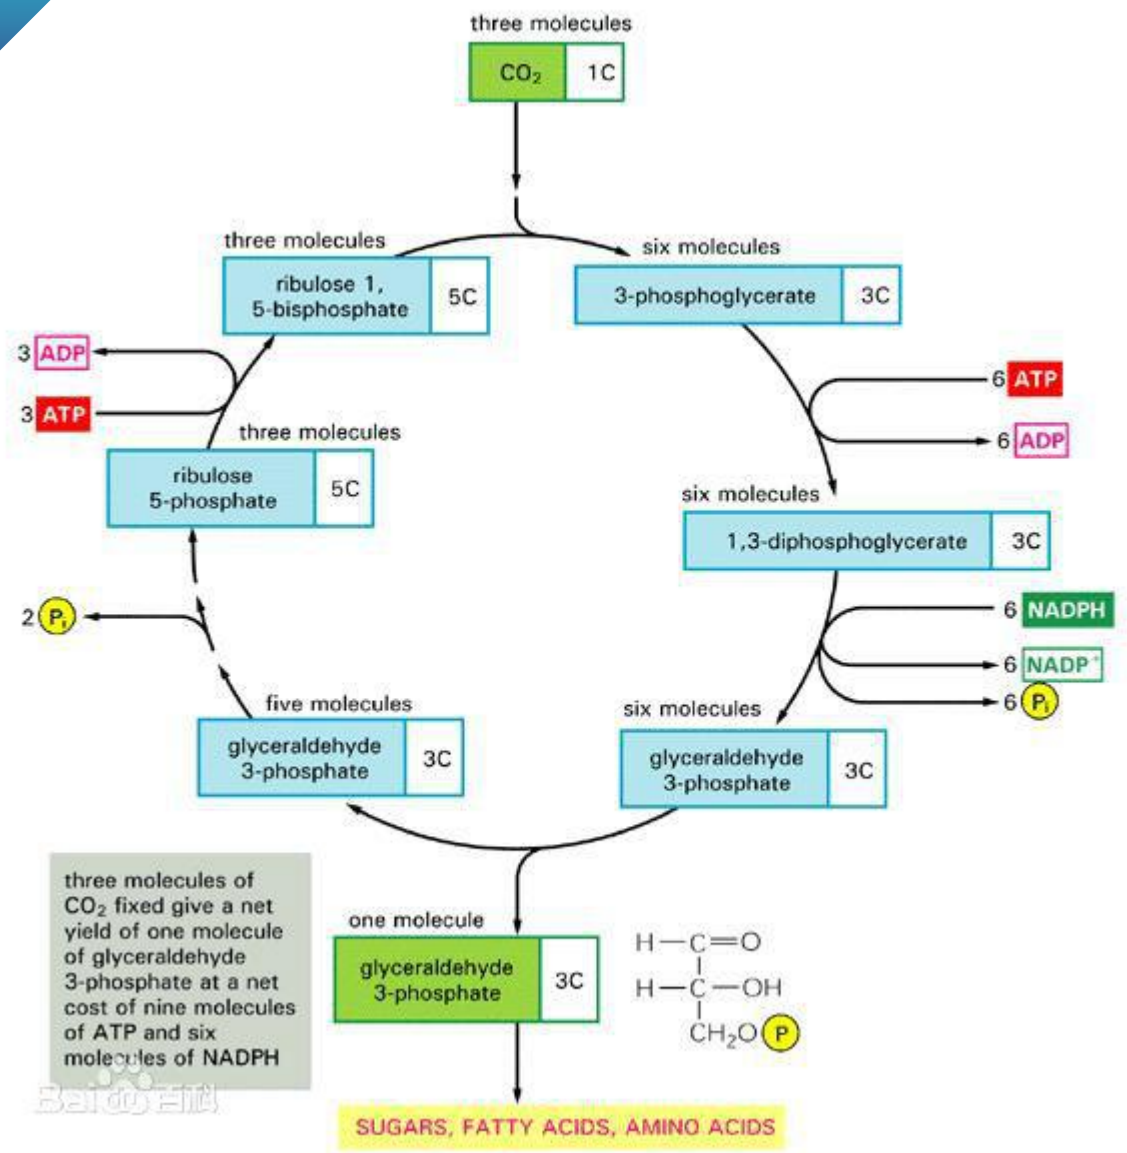 three molecules
CO₂ 1C
three molecules
ribulose 1,
5-bisphosphate
5C
six molecules
3-phosphoglycerate 3C
3 ADP
3 ATP
6 ATP
6 ADP
three molecules
ribulose
5-phosphate
5C
six molecules
1,3-diphosphoglycerate 3C
2 Pi
6 NADPH
6 NADP⁺
6 Pi
five molecules
glyceraldehyde
3-phosphate
3C
six molecules
glyceraldehyde
3-phosphate
3C
three molecules of
CO₂ fixed give a net
yield of one molecule
of glyceraldehyde
3-phosphate at a net
cost of nine molecules
of ATP and six
molecules of NADPH
one molecule
glyceraldehyde
3-phosphate
3C
H—C=O
H—C—OH
CH₂O P
Bai du 百科
SUGARS, FATTY ACIDS, AMINO ACIDS